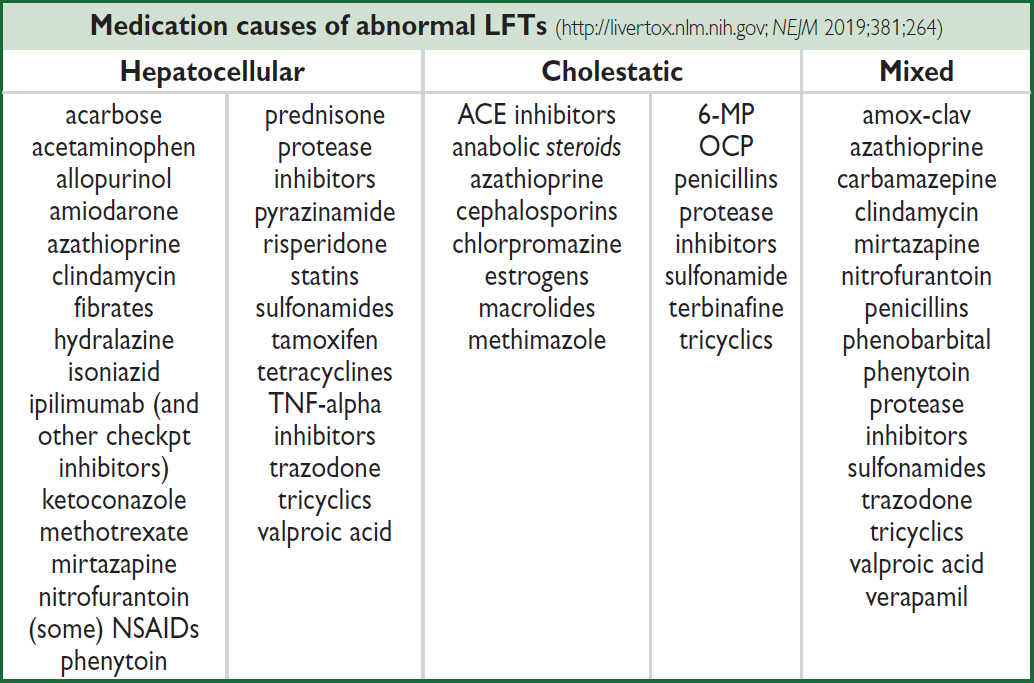 Medication causes of abnormal LFTs (http://livertox.nlm.nih.gov; NEJM 2019;381;264)
Hepatocellular
acarbose
acetaminophen
allopurinol
amiodarone
azathioprine
clindamycin
fibrates
hydralazine
isoniazid
ipilimumab (and
other checkpt
inhibitors)
ketoconazole
methotrexate
mirtazapine
nitrofurantoin
(some) NSAIDs
phenytoin
prednisone
protease
inhibitors
pyrazinamide
risperidone
statins
sulfonamides
tamoxifen
tetracyclines
TNF-alpha
inhibitors
trazodone
tricyclics
valproic acid
Cholestatic
ACE inhibitors
anabolic steroids
azathioprine
cephalosporins
chlorpromazine
estrogens
macrolides
methimazole
6-MP
OCP
penicillins
protease
inhibitors
sulfonamide
terbinafine
tricyclics
Mixed
amox-clav
azathioprine
carbamazepine
clindamycin
mirtazapine
nitrofurantoin
penicillins
phenobarbital
phenytoin
protease
inhibitors
sulfonamides
trazodone
tricyclics
valproic acid
verapamil